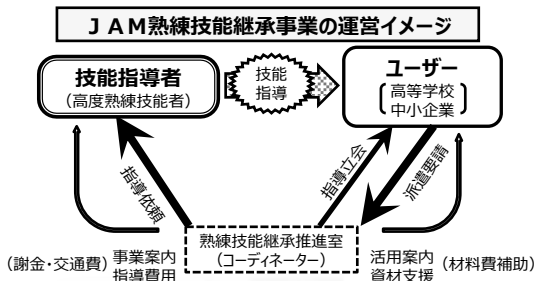 JAM熟練技能継承事業の運営イメージ
技能指導者
（高度熟練技能者）
技能
指導
ユーザー
高等学校
中小企業
指導依頼
指導立会
派遣要請
熟練技能継承推進室
（コーディネーター）
（謝金・交通費）
事業案内
指導費用
活用案内
資材支援
（材料費補助）